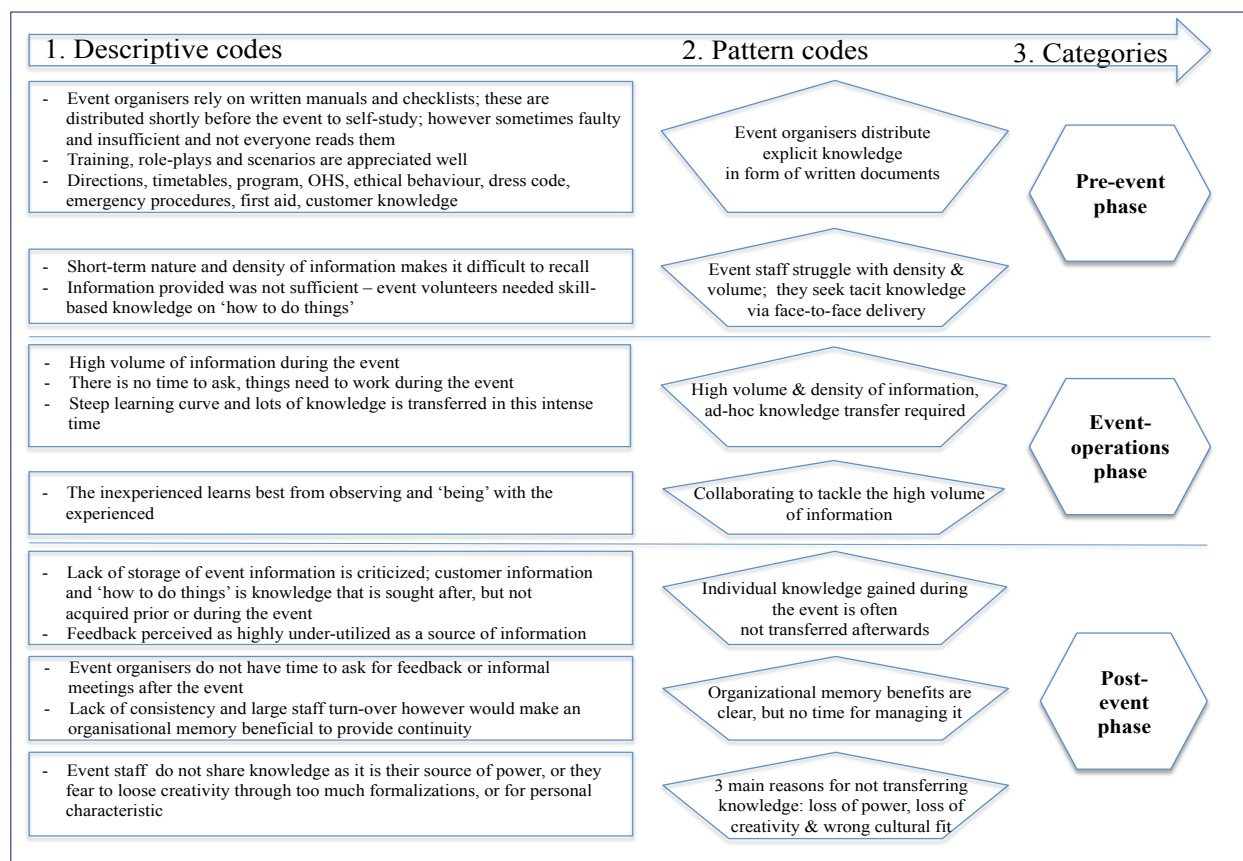 1. Descriptive codes
2. Pattern codes
3. Categories
- Event organisers rely on written manuals and checklists; these are
distributed shortly before the event to self-study; however sometimes faulty
and insufficient and not everyone reads them
- Training, role-plays and scenarios are appreciated well
- Directions, timetables, program, OHS, ethical behaviour, dress code,
emergency procedures, first aid, customer knowledge
Event organisers distribute
explicit knowledge
in form of written documents
Pre-event
phase
- Short-term nature and density of information makes it difficult to recall
- Information provided was not sufficient – event volunteers needed skill-
based knowledge on ‘how to do things’
Event staff struggle with density &
volume; they seek tacit knowledge
via face-to-face delivery
- High volume of information during the event
- There is no time to ask, things need to work during the event
- Steep learning curve and lots of knowledge is transferred in this intense
time
High volume & density of information,
ad-hoc knowledge transfer required
Event-
operations
phase
- The inexperienced learns best from observing and ‘being’ with the
experienced
Collaborating to tackle the high volume
of information
- Lack of storage of event information is criticized; customer information
and ‘how to do things’ is knowledge that is sought after, but not
acquired prior or during the event
- Feedback perceived as highly under-utilized as a source of information
Individual knowledge gained during
the event is often
not transferred afterwards
- Event organisers do not have time to ask for feedback or informal
meetings after the event
- Lack of consistency and large staff turn-over however would make an
organisational memory beneficial to provide continuity
Organizational memory benefits are
clear, but no time for managing it
Post-
event
phase
- Event staff do not share knowledge as it is their source of power, or they
fear to loose creativity through too much formalizations, or for personal
characteristic
3 main reasons for not transferring
knowledge: loss of power, loss of
creativity & wrong cultural fit